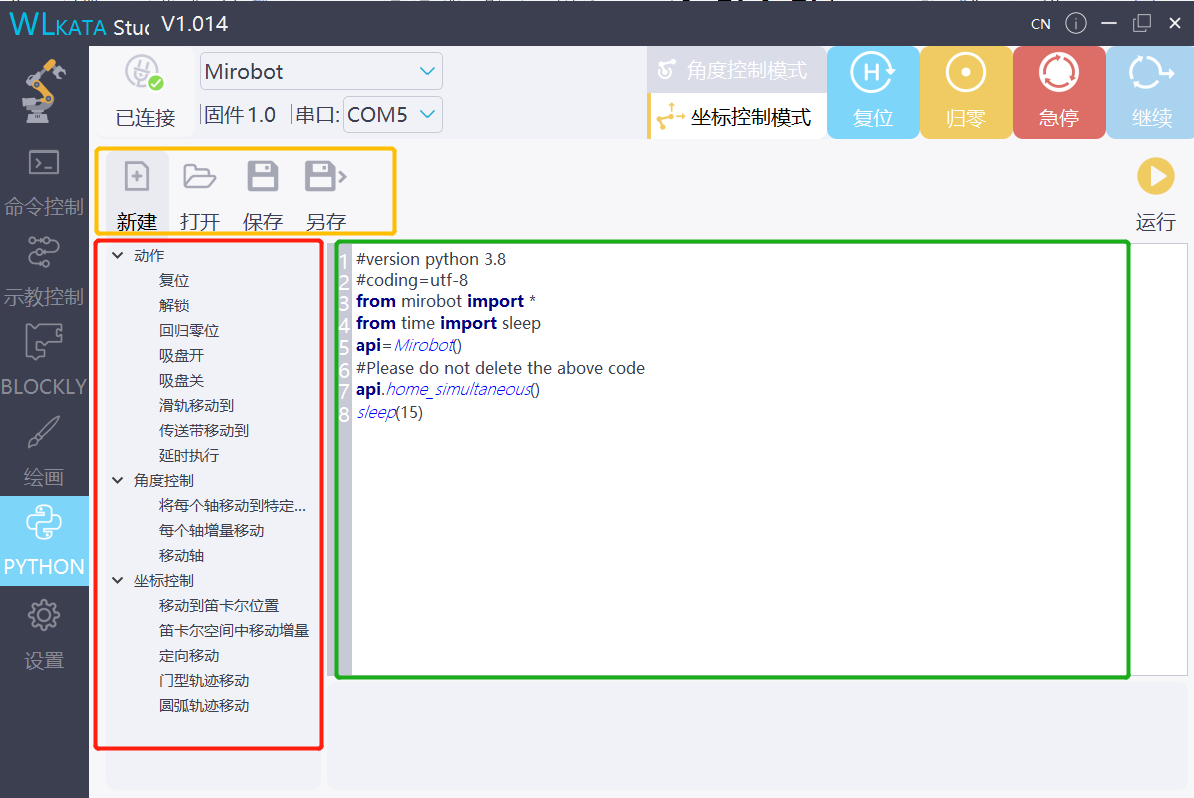 WLKATA Stuc V1.014
CN
Mirobot
已连接
固件 1.0
串口:
COM5
角度控制模式
坐标控制模式
H
复位
归零
急停
继续
命令控制
示教控制
BLOCKLY
绘画
PYTHON
设置
新建
打开
保存
另存
运行
动作
复位
解锁
回归零位
吸盘开
吸盘关
滑轨移动到
传送带移动到
延时执行
角度控制
将每个轴移动到特定...
每个轴增量移动
移动轴
坐标控制
移动到笛卡尔位置
笛卡尔空间中移动增量
定向移动
门型轨迹移动
圆弧轨迹移动
1 #version python 3.8
2 #coding=utf-8
3 from mirobot import *
4 from time import sleep
5 api=Mirobot()
6 #Please do not delete the above code
7 api.home_simultaneous()
8 sleep(15)